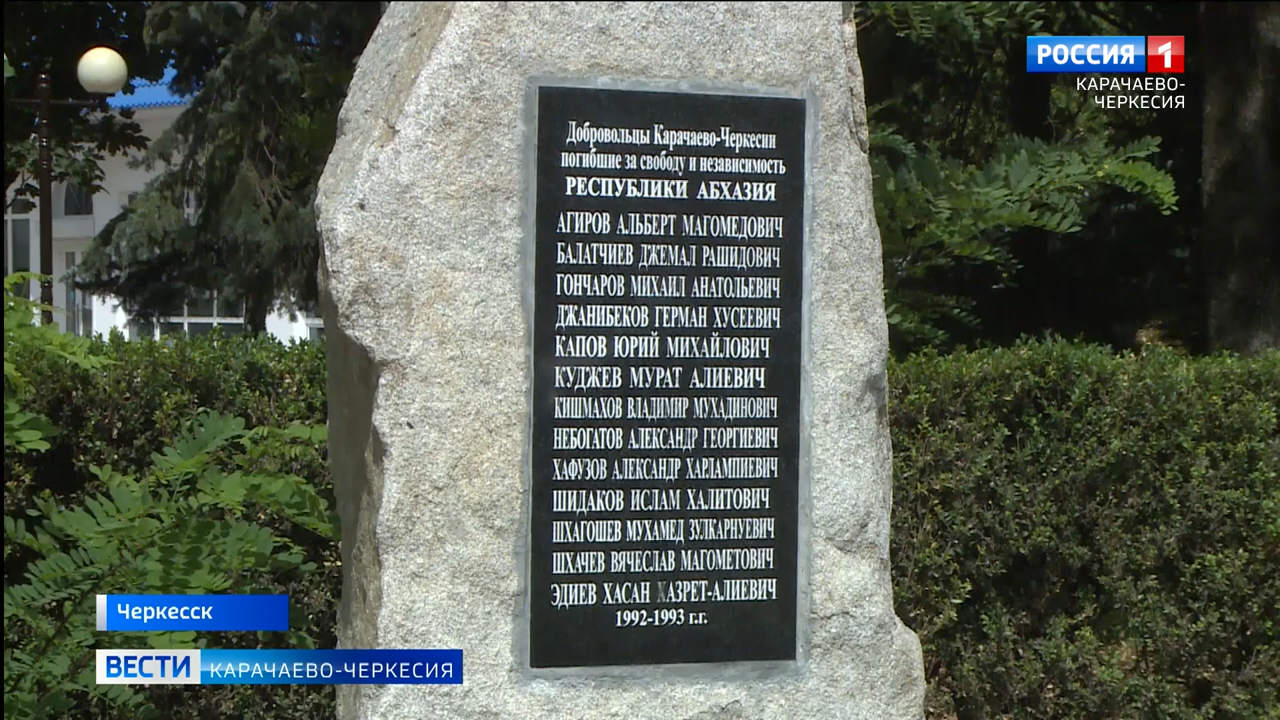 РОССИЯ 1
КАРАЧАЕВО-
ЧЕРКЕСИЯ
Добровольцы Карачаево-Черкесии
погибшие за свободу и независимость
РЕСПУБЛИКИ АБХАЗИЯ
АГИРОВ АЛЬБЕРТ МАГОМЕДОВИЧ
БАЛАТЧИЕВ ДЖЕМАЛ РАШИДОВИЧ
ГОНЧАРОВ МИХАИЛ АНАТОЛЬЕВИЧ
ДЖАНИБЕКОВ ГЕРМАН ХУСЕЕВИЧ
КАПОВ ЮРИЙ МИХАЙЛОВИЧ
КУДЖЕВ МУРАТ АЛИЕВИЧ
КИШМАХОВ ВЛАДИМИР МУХАДИНОВИЧ
НЕБОГАТОВ АЛЕКСАНДР ГЕОРГИЕВИЧ
ХАФУЗОВ АЛЕКСАНДР ХАРЛАМПИЕВИЧ
ШИДАКОВ ИСЛАМ ХАЛИТОВИЧ
ШХАГОШЕВ МУХАМЕД ЗУЛКАРНУЕВИЧ
ШХАЧЕВ ВЯЧЕСЛАВ МАГОМЕТОВИЧ
ЭДИЕВ ХАСАН ХАЗРЕТ-АЛИЕВИЧ
1992-1993 г.г.
Черкесск
ВЕСТИ КАРАЧАЕВО-ЧЕРКЕСИЯ